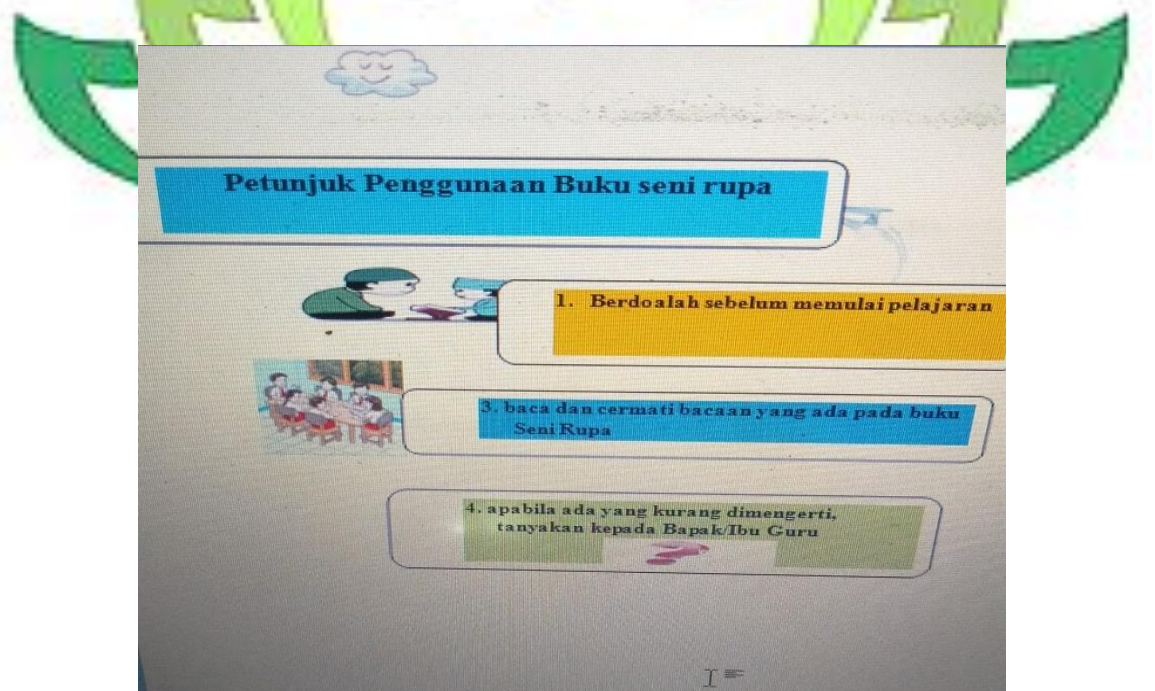 Petunjuk Penggunaan Buku seni rupa
1. Berdoalah sebelum memulai pelajaran
3. baca dan cermati bacaan yang ada pada buku
Seni Rupa
4. apabila ada yang kurang dimengerti,
tanyakan kepada Bapak/Ibu Guru